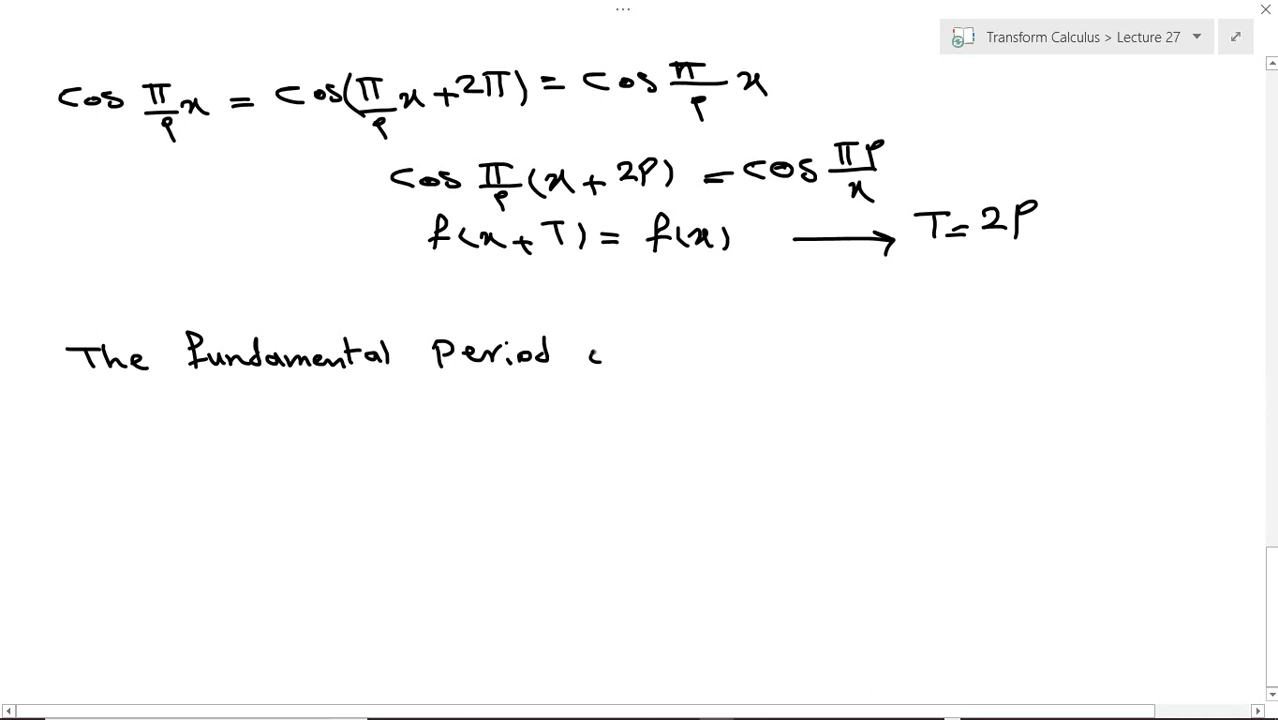 ...
Transform Calculus > Lecture 27
cos π/p x = cos(π/p x + 2π) = cos π/p x
cos π/p (x + 2p) = cos πp/x
f(x + T) = f(x) → T = 2p
The fundamental period